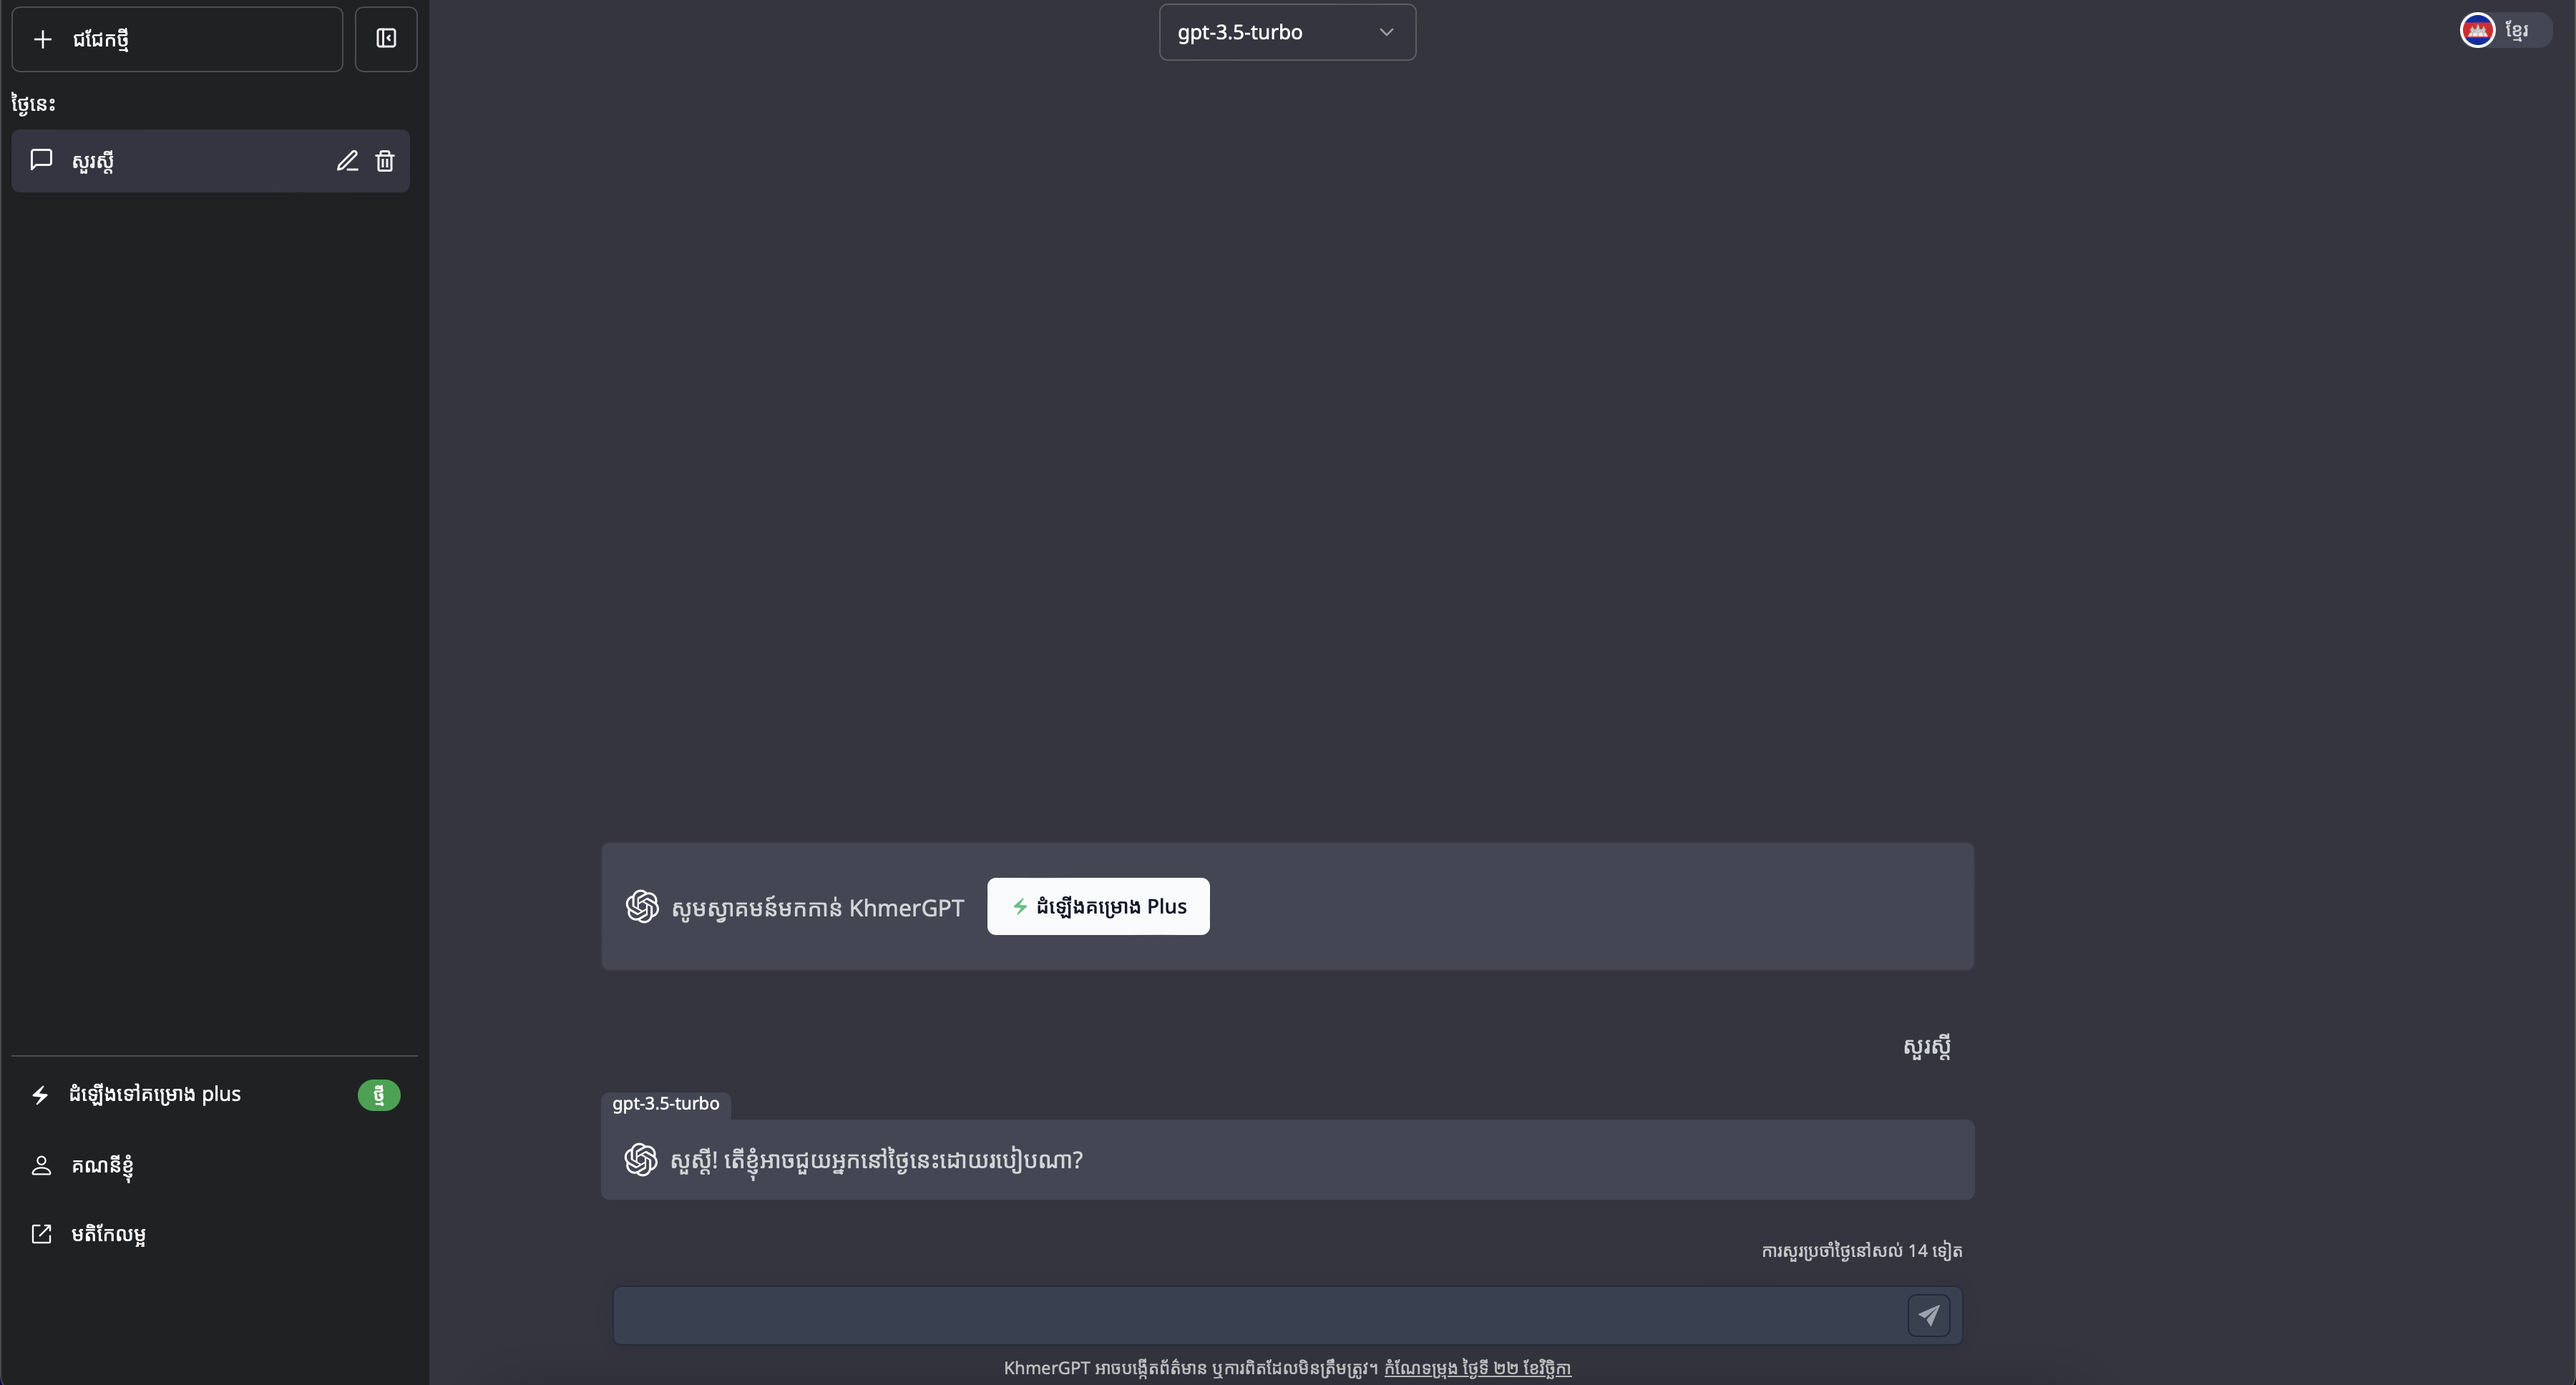 ជជែកថ្មី
gpt-3.5-turbo
ខ្មែរ
ថ្ងៃនេះ
សួរស្ដី
សូមស្វាគមន៍មកកាន់ KhmerGPT
ដំឡើងគម្រោង Plus
សួរស្ដី
gpt-3.5-turbo
សួស្តី! តើខ្ញុំអាចជួយអ្នកនៅថ្ងៃនេះដោយរបៀបណា?
ដំឡើងទៅគម្រោង plus
ថ្មី
គណនីខ្ញុំ
មតិកែលម្អ
ការសួរប្រចាំថ្ងៃនៅសល់ 14 ទៀត
KhmerGPT អាចបង្កើតព័ត៌មាន ឬការពិតដែលមិនត្រឹមត្រូវ។ កំណែទម្រុង ថ្ងៃទី ២២ ខែវិច្ឆិកា